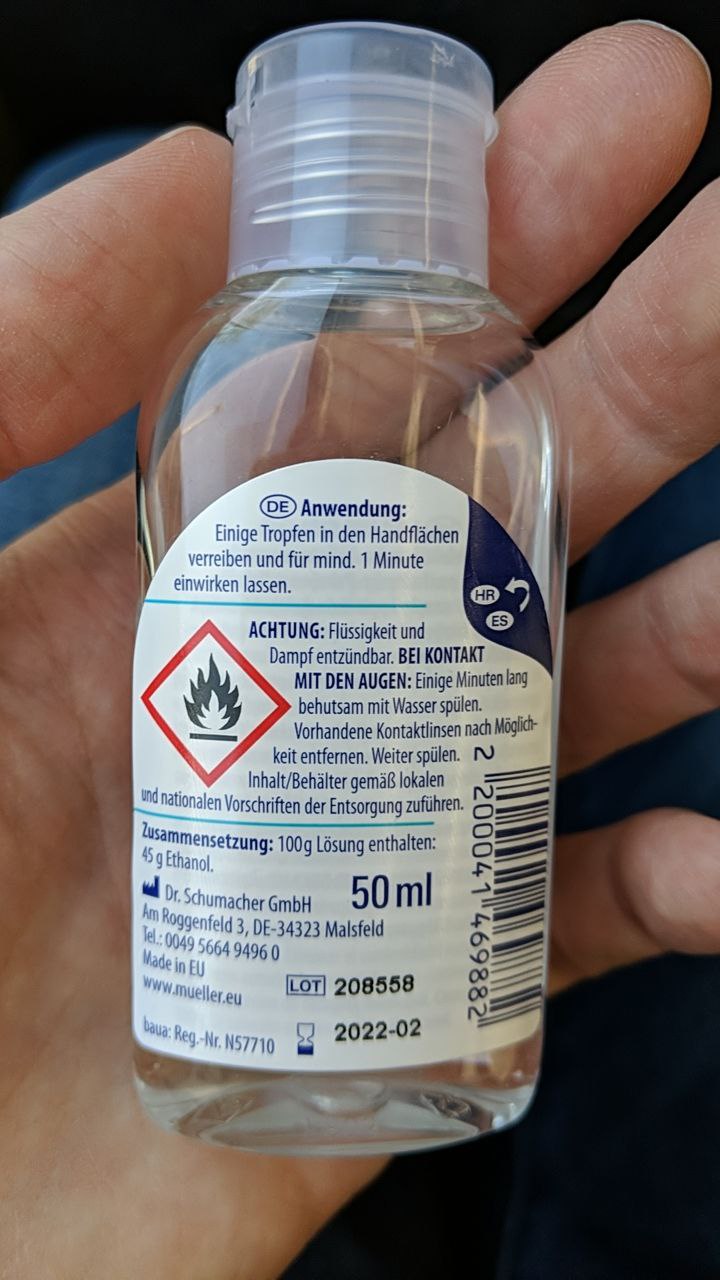 DE Anwendung:
Einige Tropfen in den Handflächen
verreiben und für mind. 1 Minute
einwirken lassen.
HR
ES
ACHTUNG: Flüssigkeit und
Dampf entzündbar. BEI KONTAKT
MIT DEN AUGEN: Einige Minuten lang
behutsam mit Wasser spülen.
Vorhandene Kontaktlinsen nach Möglich-
keit entfernen. Weiter spülen.
Inhalt/Behälter gemäß lokalen
und nationalen Vorschriften der Entsorgung zuführen.
Zusammensetzung: 100 g Lösung enthalten:
45 g Ethanol.
50 ml
Dr. Schumacher GmbH
Am Roggenfeld 3, DE-34323 Malsfeld
Tel.: 0049 5664 9496 0
Made in EU
www.mueller.eu
LOT 208558
baua: Reg.-Nr. N57710
2022-02
2 200041 469882